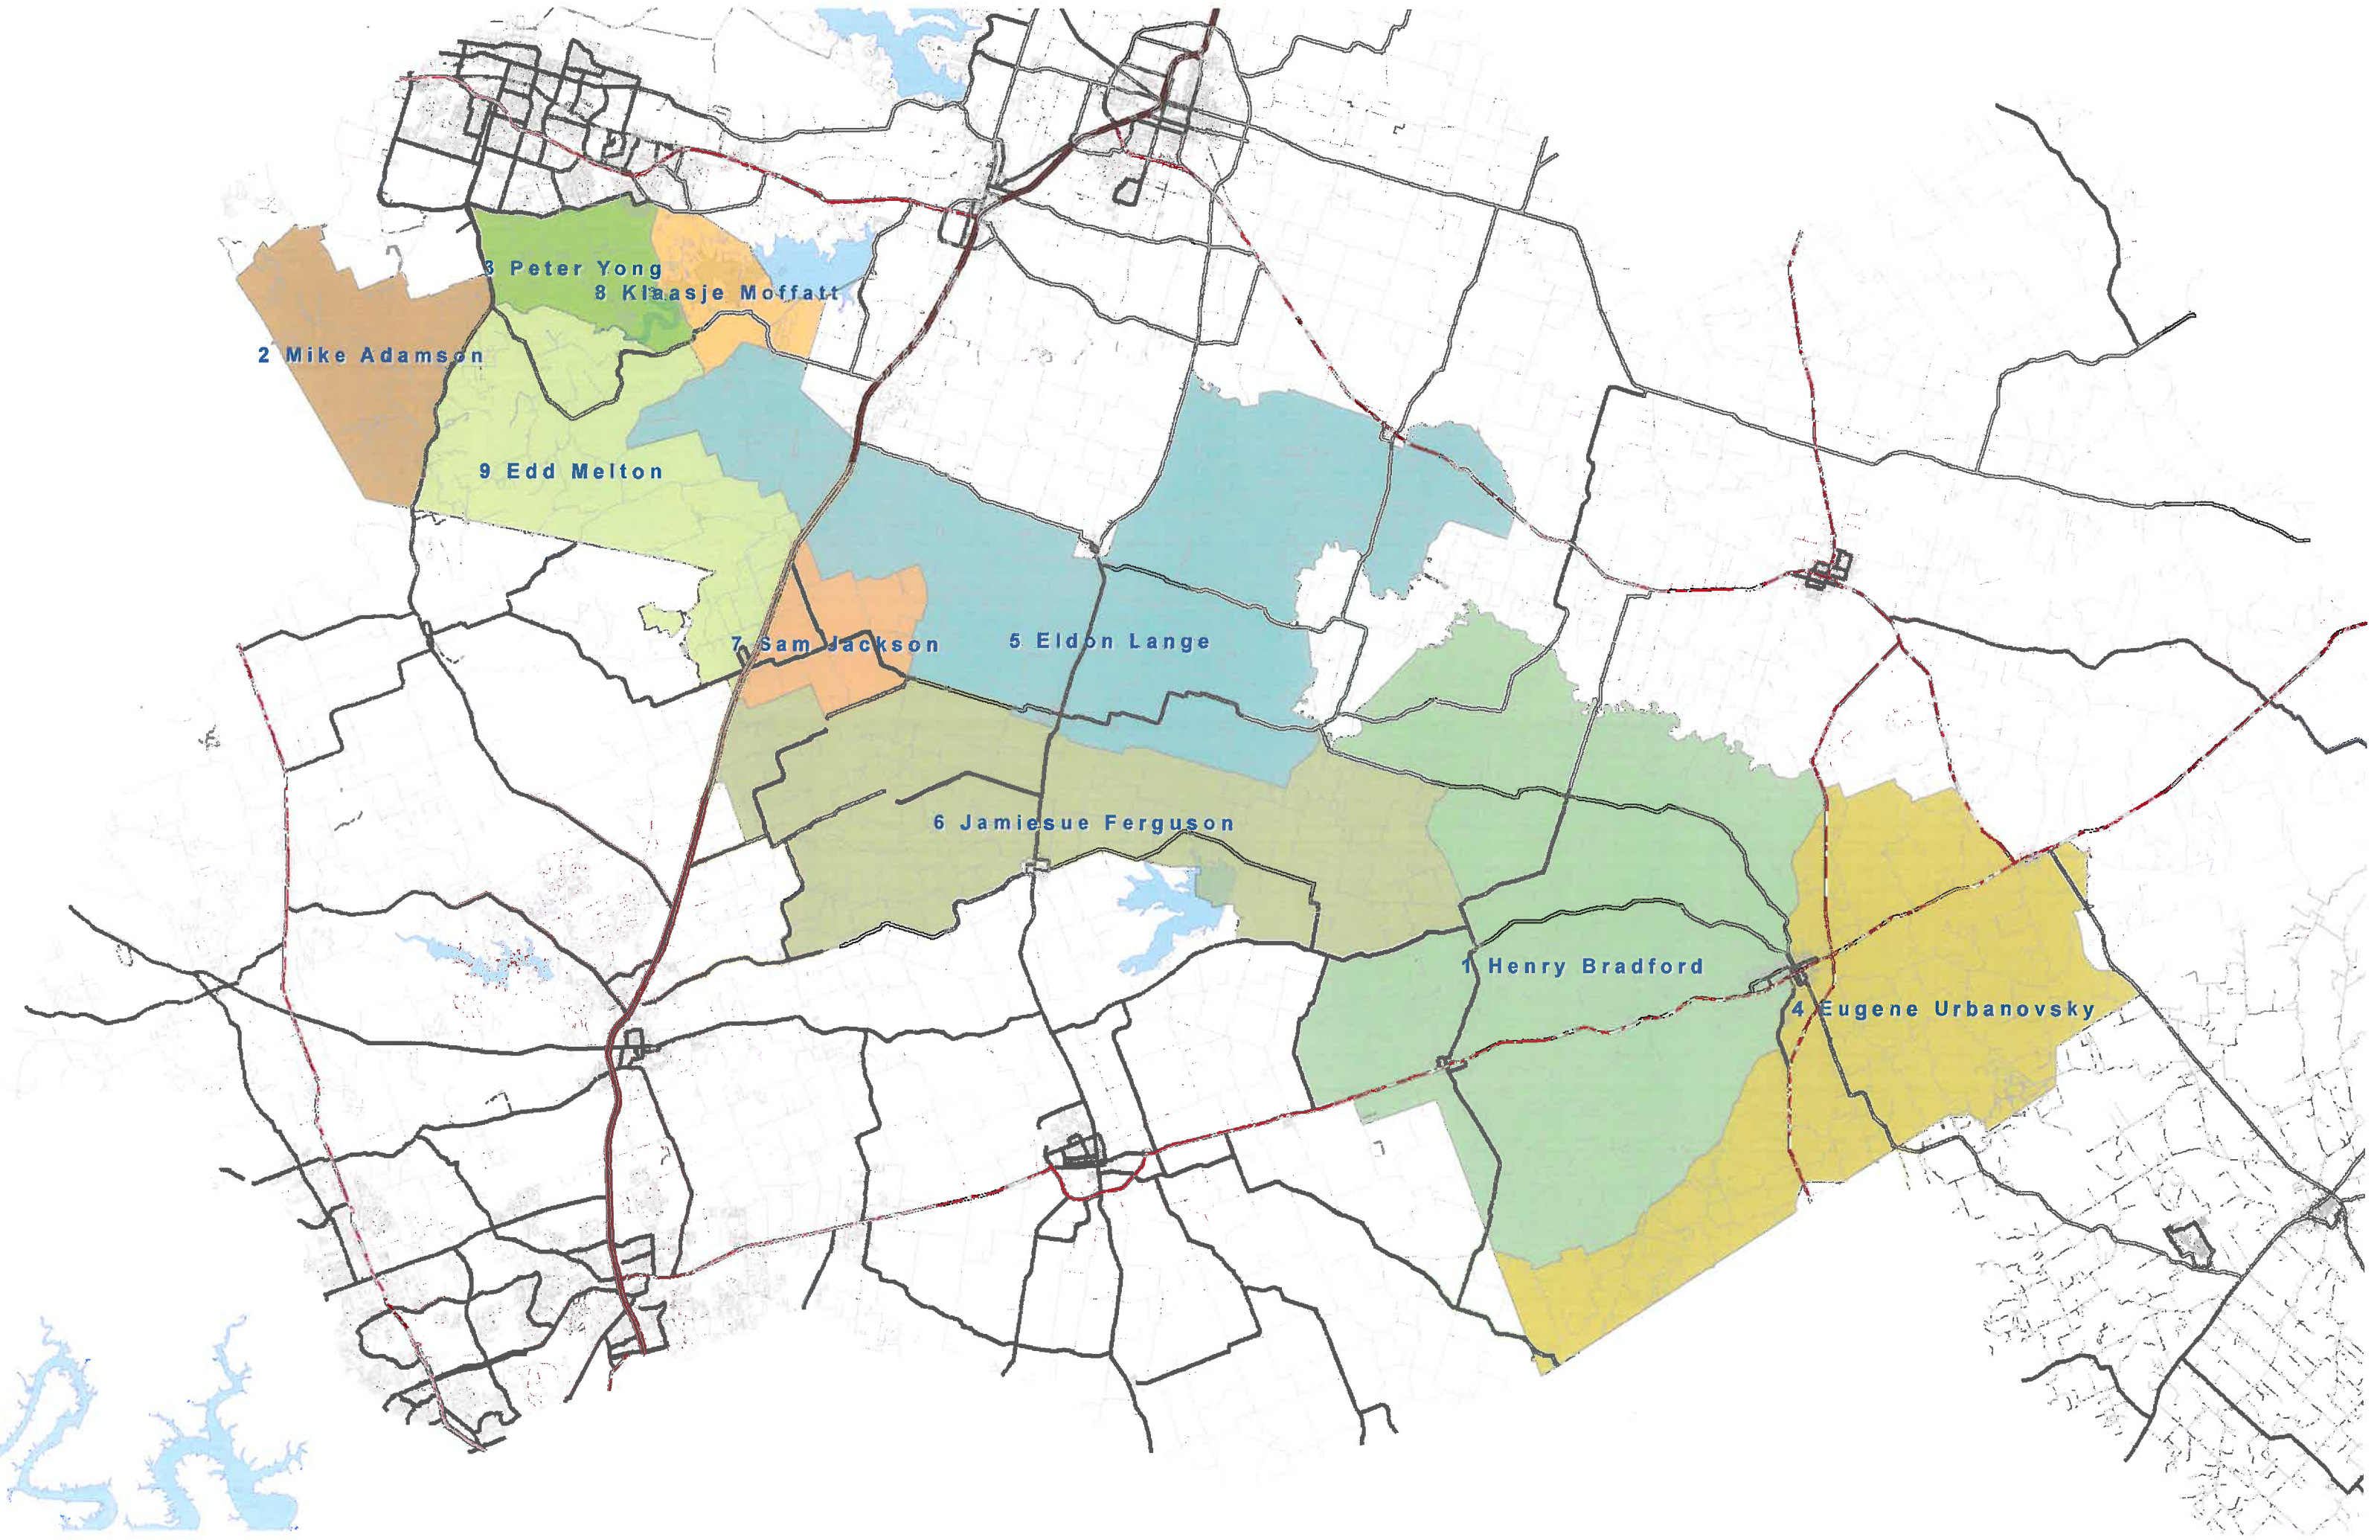 3 Peter Yong
8 Klaasje Moffatt
2 Mike Adamson
9 Edd Melton
7 Sam Jackson
5 Eldon Lange
6 Jamiesue Ferguson
1 Henry Bradford
4 Eugene Urbanovsky